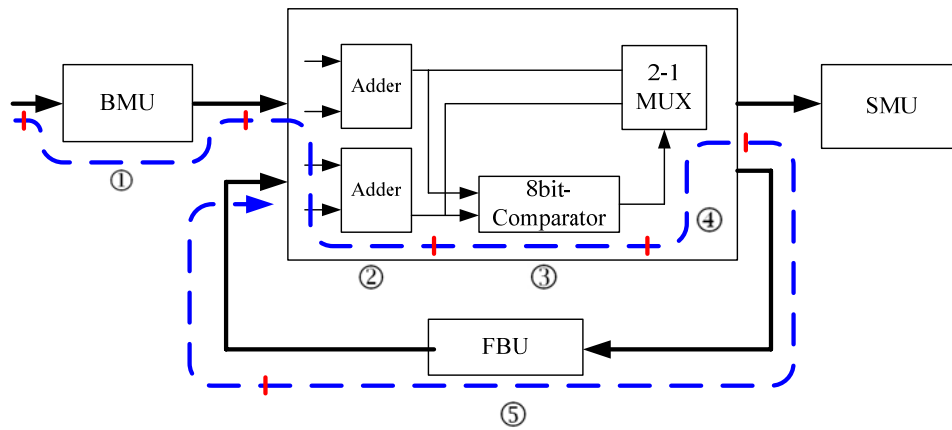 BMU
Adder
2-1
MUX
SMU
①
Adder
8bit-
Comparator
④
②
③
FBU
⑤